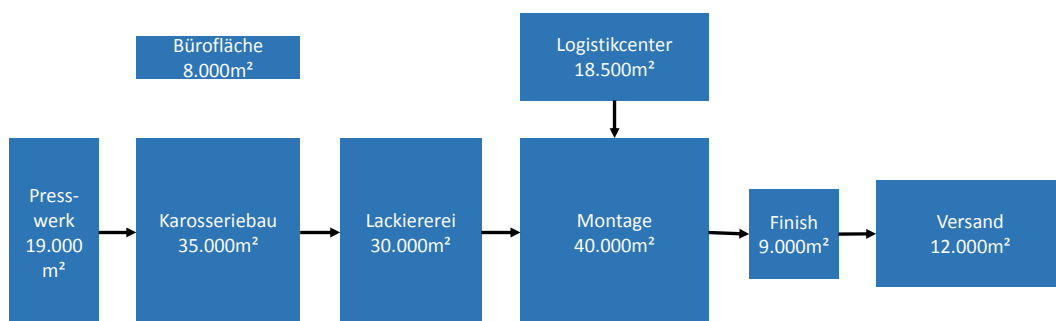 Bürofläche
8.000m²
Logistikcenter
18.500m²
Press-
werk
19.000
m²
Karosseriebau
35.000m²
Lackiererei
30.000m²
Montage
40.000m²
Finish
9.000m²
Versand
12.000m²